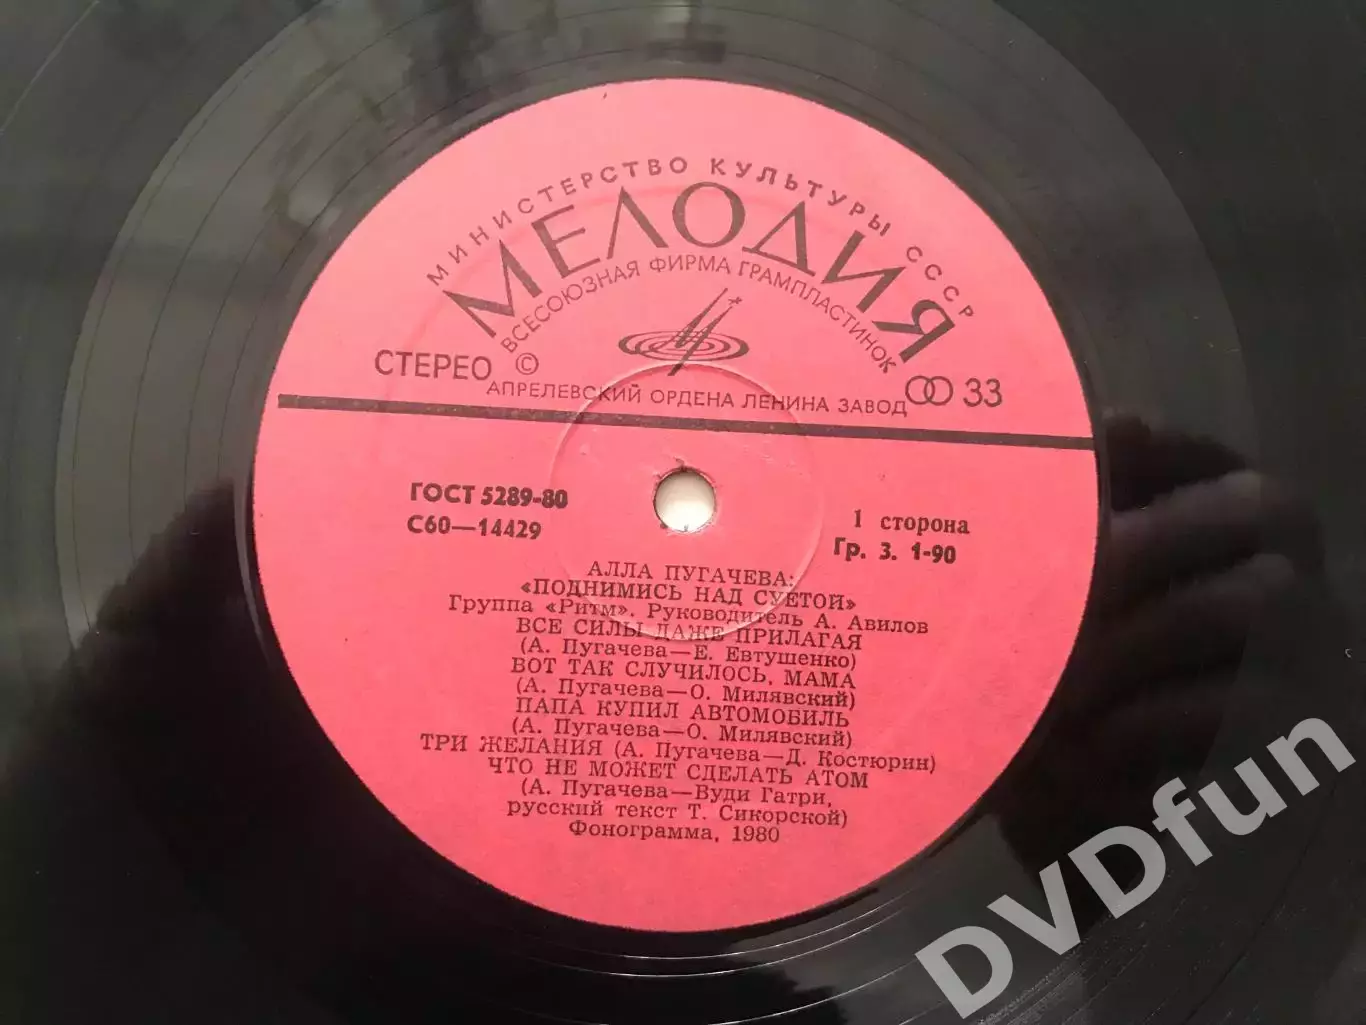 МИНИСТЕРСТВО КУЛЬТУРЫ СССР
МЕЛОДИЯ
ВСЕСОЮЗНАЯ ФИРМА ГРАМПЛАСТИНОК
СТЕРЕО © 33
АПРЕЛЕВСКИЙ ОРДЕНА ЛЕНИНА ЗАВОД
ГОСТ 5289-80
С60—14429
1 сторона
Гр. 3. 1-90
АЛЛА ПУГАЧЕВА:
«ПОДНИМИСЬ НАД СУЕТОЙ»
Группа «Ритм». Руководитель А. Авилов
ВСЕ СИЛЫ ДАЖЕ ПРИЛАГАЯ
(А. Пугачева—Е. Евтушенко)
ВОТ ТАК СЛУЧИЛОСЬ, МАМА
(А. Пугачева—О. Милявский)
ПАПА КУПИЛ АВТОМОБИЛЬ
(А. Пугачева—О. Милявский)
ТРИ ЖЕЛАНИЯ (А. Пугачева—Д. Костюрин)
ЧТО НЕ МОЖЕТ СДЕЛАТЬ АТОМ
(А. Пугачева—Вуди Гатри,
русский текст Т. Сикорской)
Фонограмма, 1980
DVDfun